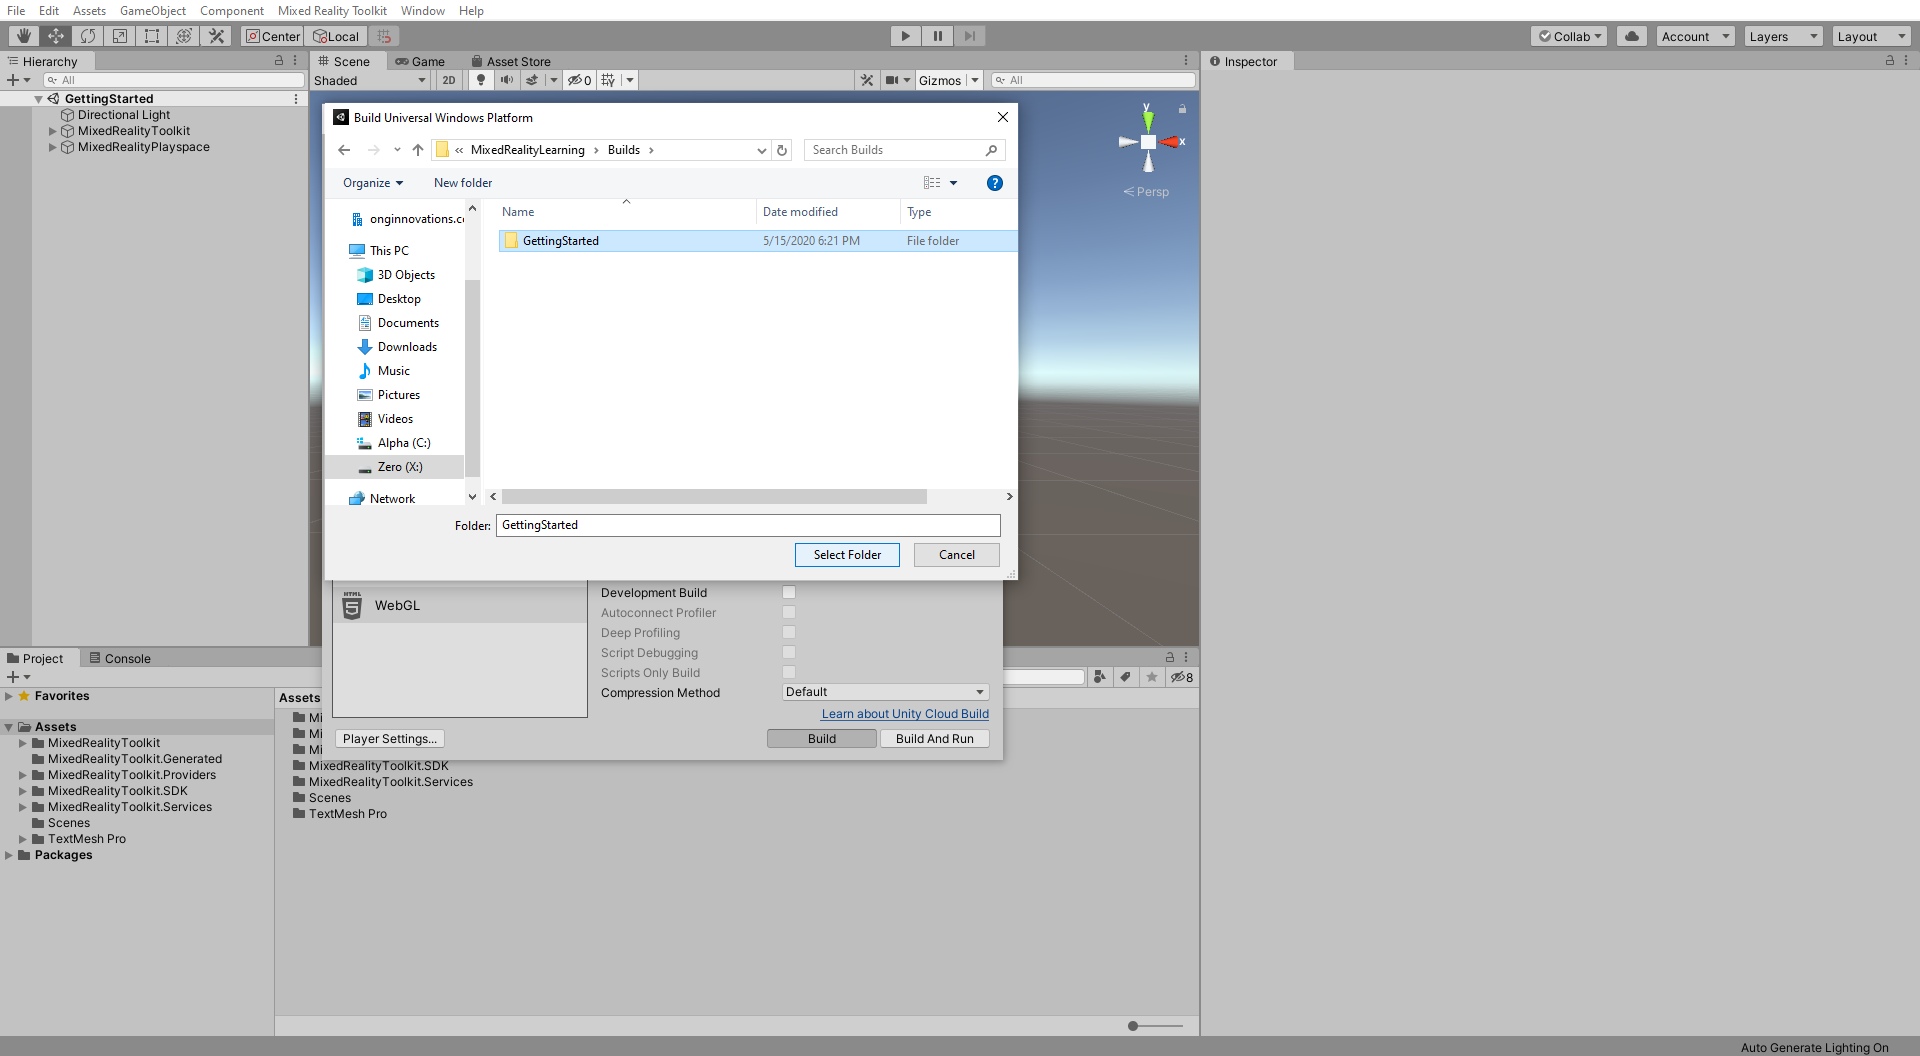 File Edit Assets GameObject Component Mixed Reality Toolkit Window Help
Center Local Collab Account Layers Layout
Hierarchy Scene Game Asset Store Inspector
All Shaded 2D 0 Gizmos All
GettingStarted
Directional Light
MixedRealityToolkit
MixedRealityPlayspace
y
x
Persp
Build Universal Windows Platform
« MixedRealityLearning > Builds > Search Builds
Organize New folder ?
Name Date modified Type
GettingStarted 5/15/2020 6:21 PM File folder
onginnovations.c
This PC
3D Objects
Desktop
Documents
Downloads
Music
Pictures
Videos
Alpha (C:)
Zero (X:)
Network
Folder: GettingStarted
Select Folder Cancel
HTML
5 WebGL
Development Build
Autoconnect Profiler
Deep Profiling
Script Debugging
Scripts Only Build
Compression Method Default
Learn about Unity Cloud Build
Player Settings... Build Build And Run
Project Console
8
Favorites
Assets
MixedRealityToolkit
MixedRealityToolkit.Generated
MixedRealityToolkit.Providers
MixedRealityToolkit.SDK
MixedRealityToolkit.Services
Scenes
TextMesh Pro
Packages
Assets
Mi
Mi
Mi
MixedRealityToolkit.SDK
MixedRealityToolkit.Services
Scenes
TextMesh Pro
Auto Generate Lighting On